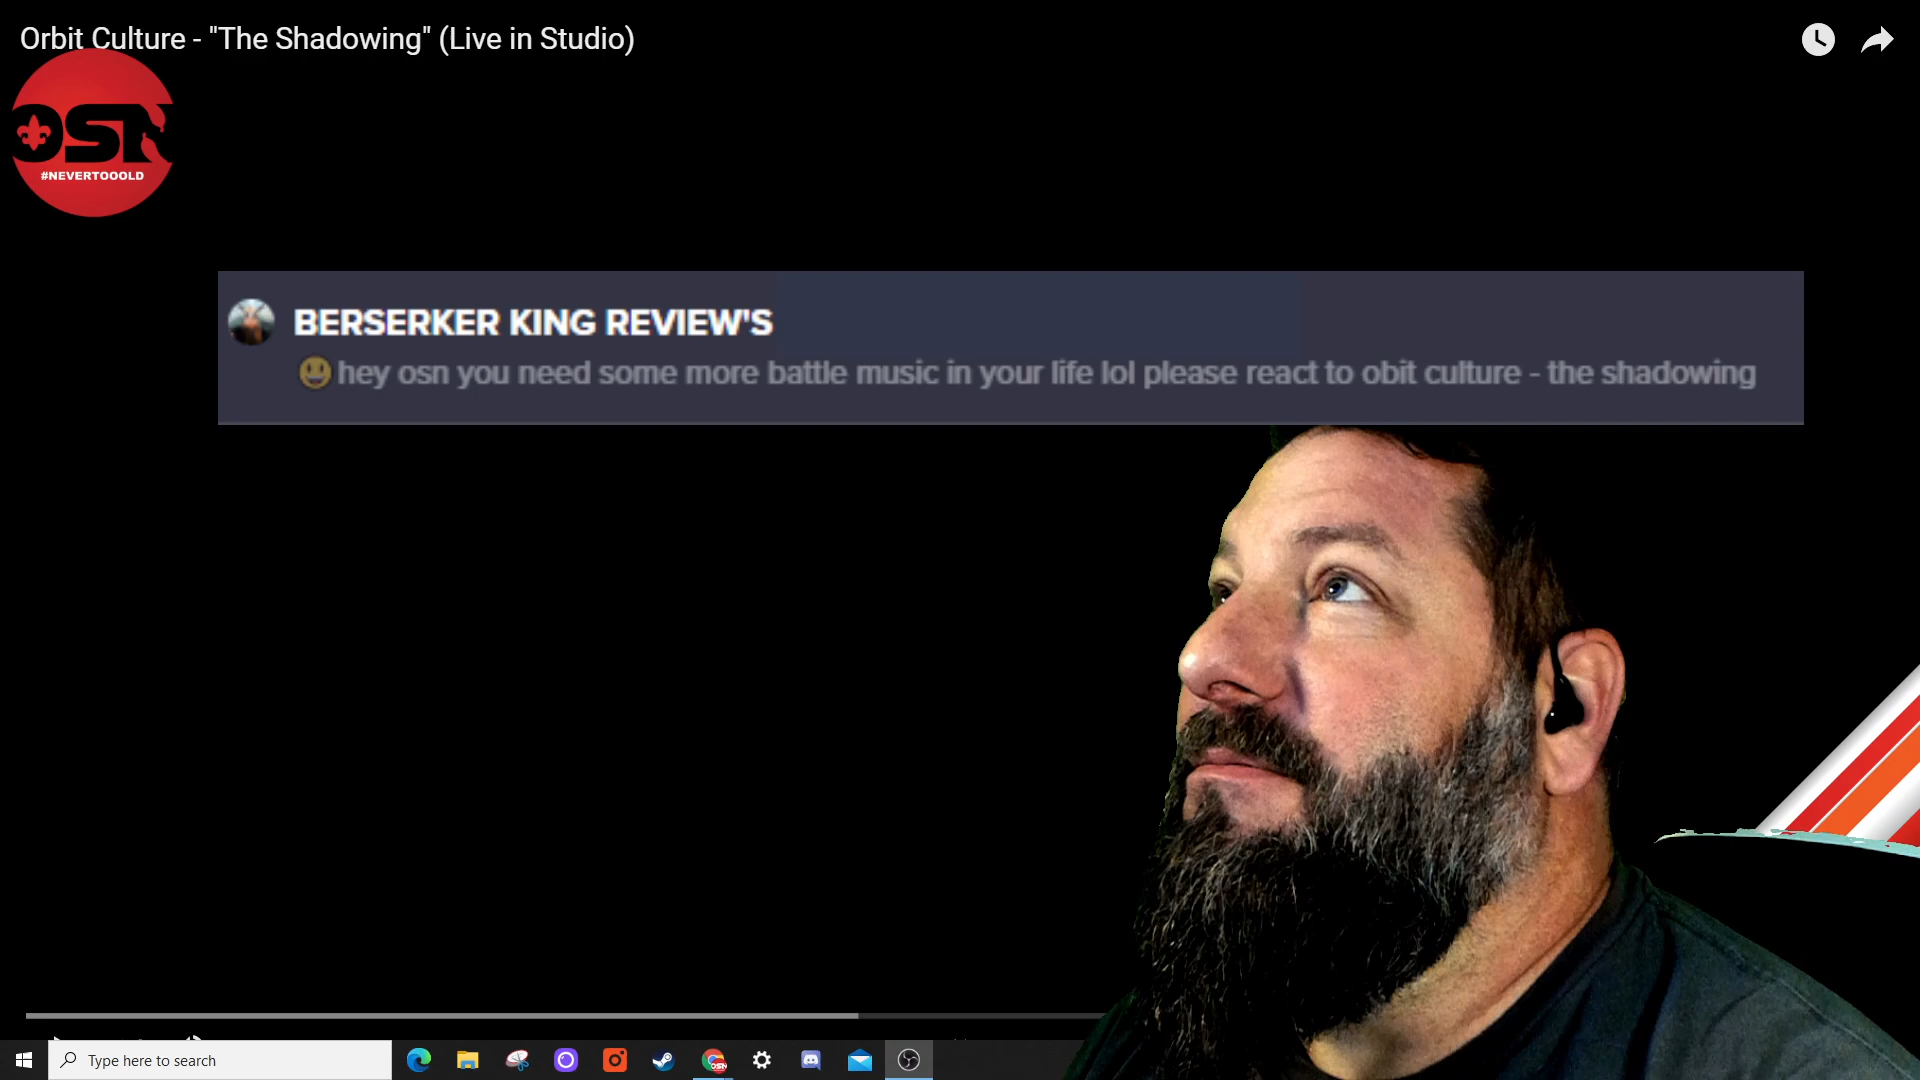 Orbit Culture - "The Shadowing" (Live in Studio)
OSN
#NEVERTOOOLD
BERSERKER KING REVIEW'S
😃 hey osn you need some more battle music in your life lol please react to obit culture - the shadowing
Type here to search
OSN